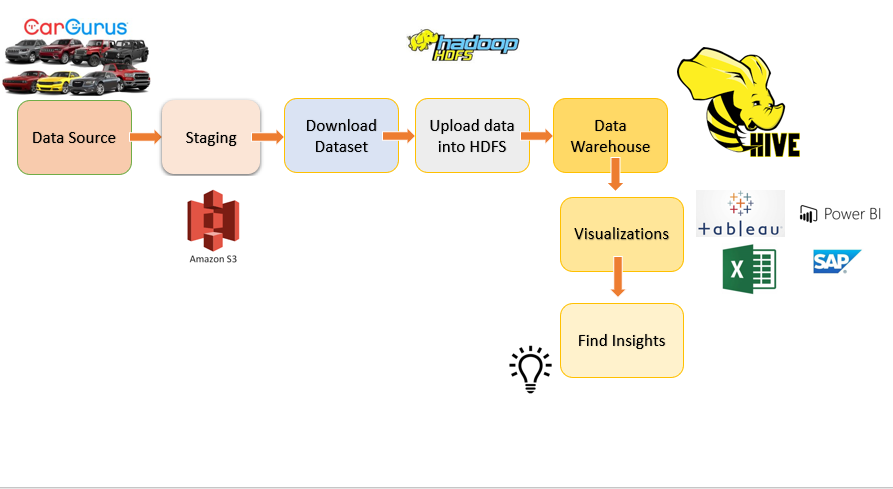 CarGurus
hadoop
HDFS
HIVE
Data Source
Staging
Download
Dataset
Upload data
into HDFS
Data
Warehouse
Amazon S3
Visualizations
+ableau
Power BI
X
SAP
Find Insights